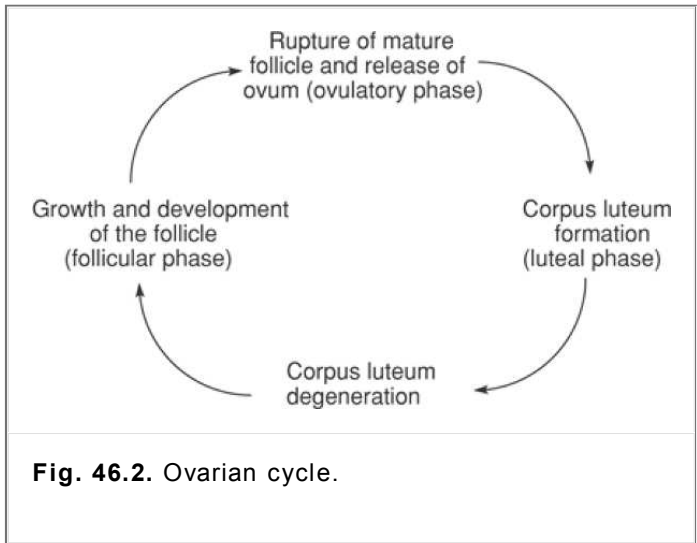 Rupture of mature
follicle and release of
ovum (ovulatory phase)
Growth and development
of the follicle
(follicular phase)
Corpus luteum
formation
(luteal phase)
Corpus luteum
degeneration
Fig. 46.2. Ovarian cycle.